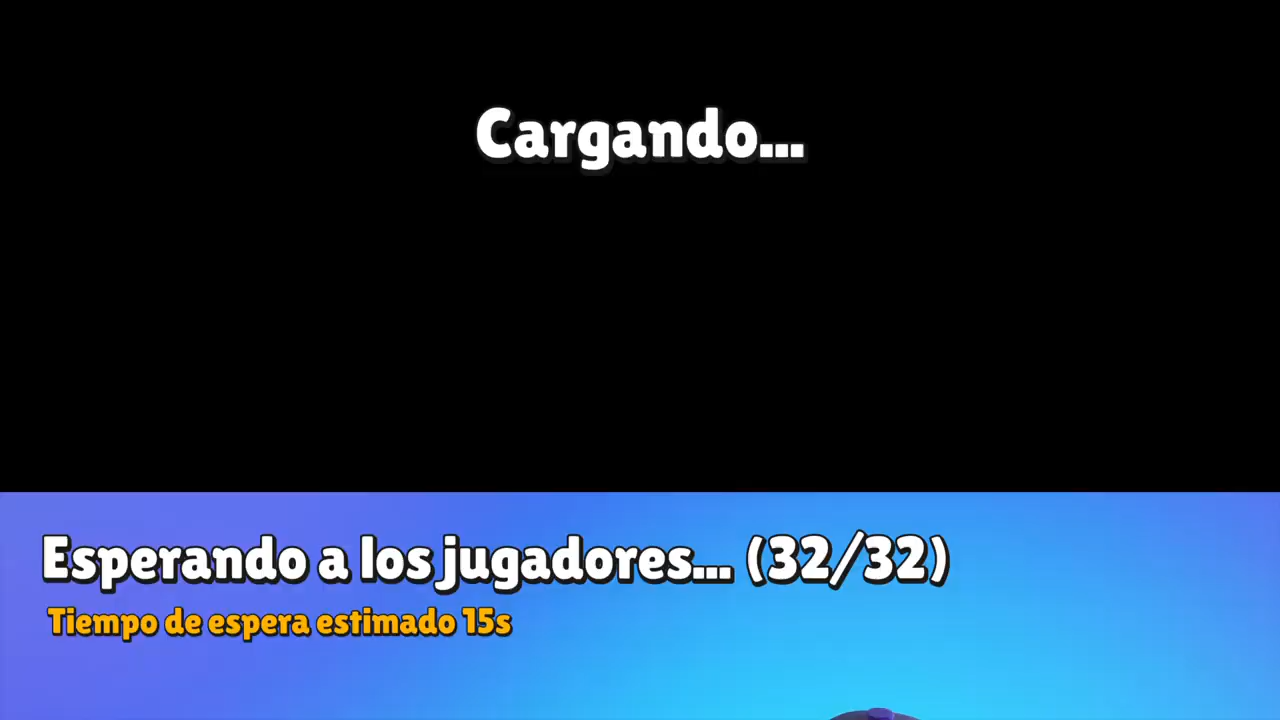 Cargando...
Esperando a los jugadores... (32/32)
Tiempo de espera estimado 15s